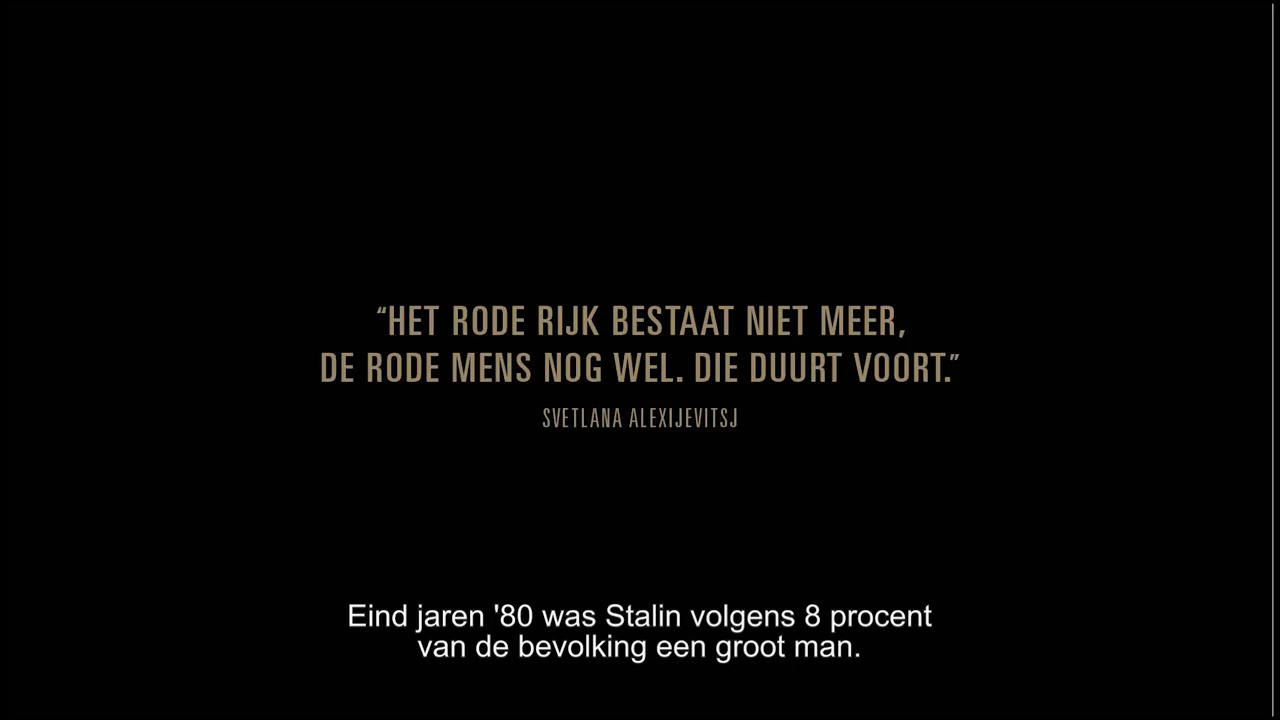 “HET RODE RIJK BESTAAT NIET MEER,
DE RODE MENS NOG WEL. DIE DUURT VOORT.”
SVETLANA ALEXIJEVITSJ
Eind jaren '80 was Stalin volgens 8 procent
van de bevolking een groot man.